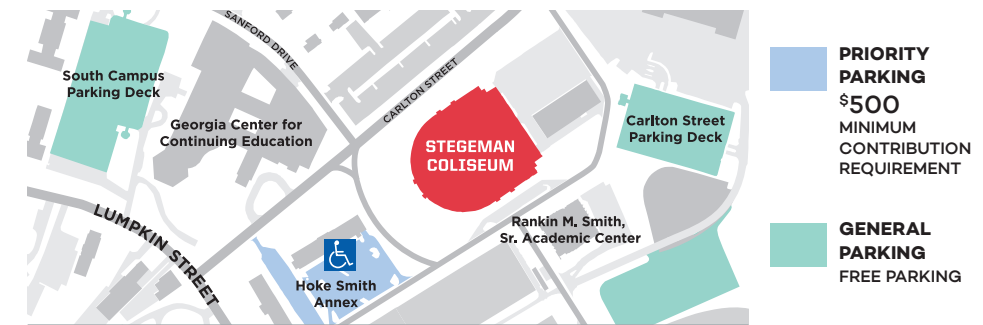 SANFORD DRIVE
South Campus
Parking Deck
CARLTON STREET
Georgia Center for
Continuing Education
STEGEMAN
COLISEUM
Carlton Street
Parking Deck
LUMPKIN STREET
Rankin M. Smith,
Sr. Academic Center
Hoke Smith
Annex
PRIORITY
PARKING
$500
MINIMUM
CONTRIBUTION
REQUIREMENT
GENERAL
PARKING
FREE PARKING